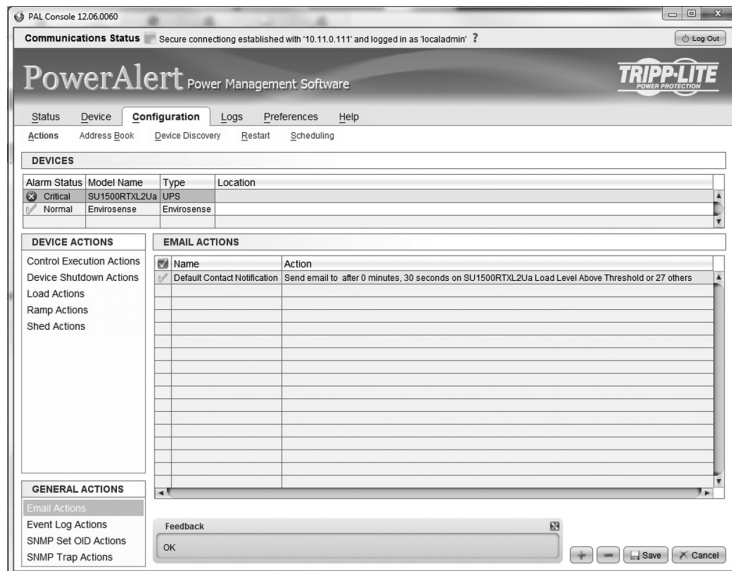 PAL Console 12.06.0060
Communications Status Secure connectiong established with '10.11.0.111' and logged in as 'localadmin' ? Log Out
PowerAlert Power Management Software
TRIPP·LITE
POWER PROTECTION
Status Device Configuration Logs Preferences Help
Actions Address Book Device Discovery Restart Scheduling
DEVICES
Alarm Status Model Name Type Location
Critical SU1500RTXL2Ua UPS
Normal Envirosense Envirosense
DEVICE ACTIONS
Control Execution Actions
Device Shutdown Actions
Load Actions
Ramp Actions
Shed Actions
EMAIL ACTIONS
Name Action
Default Contact Notification Send email to after 0 minutes, 30 seconds on SU1500RTXL2Ua Load Level Above Threshold or 27 others
GENERAL ACTIONS
Email Actions
Event Log Actions
SNMP Set OID Actions
SNMP Trap Actions
Feedback
OK
Save Cancel